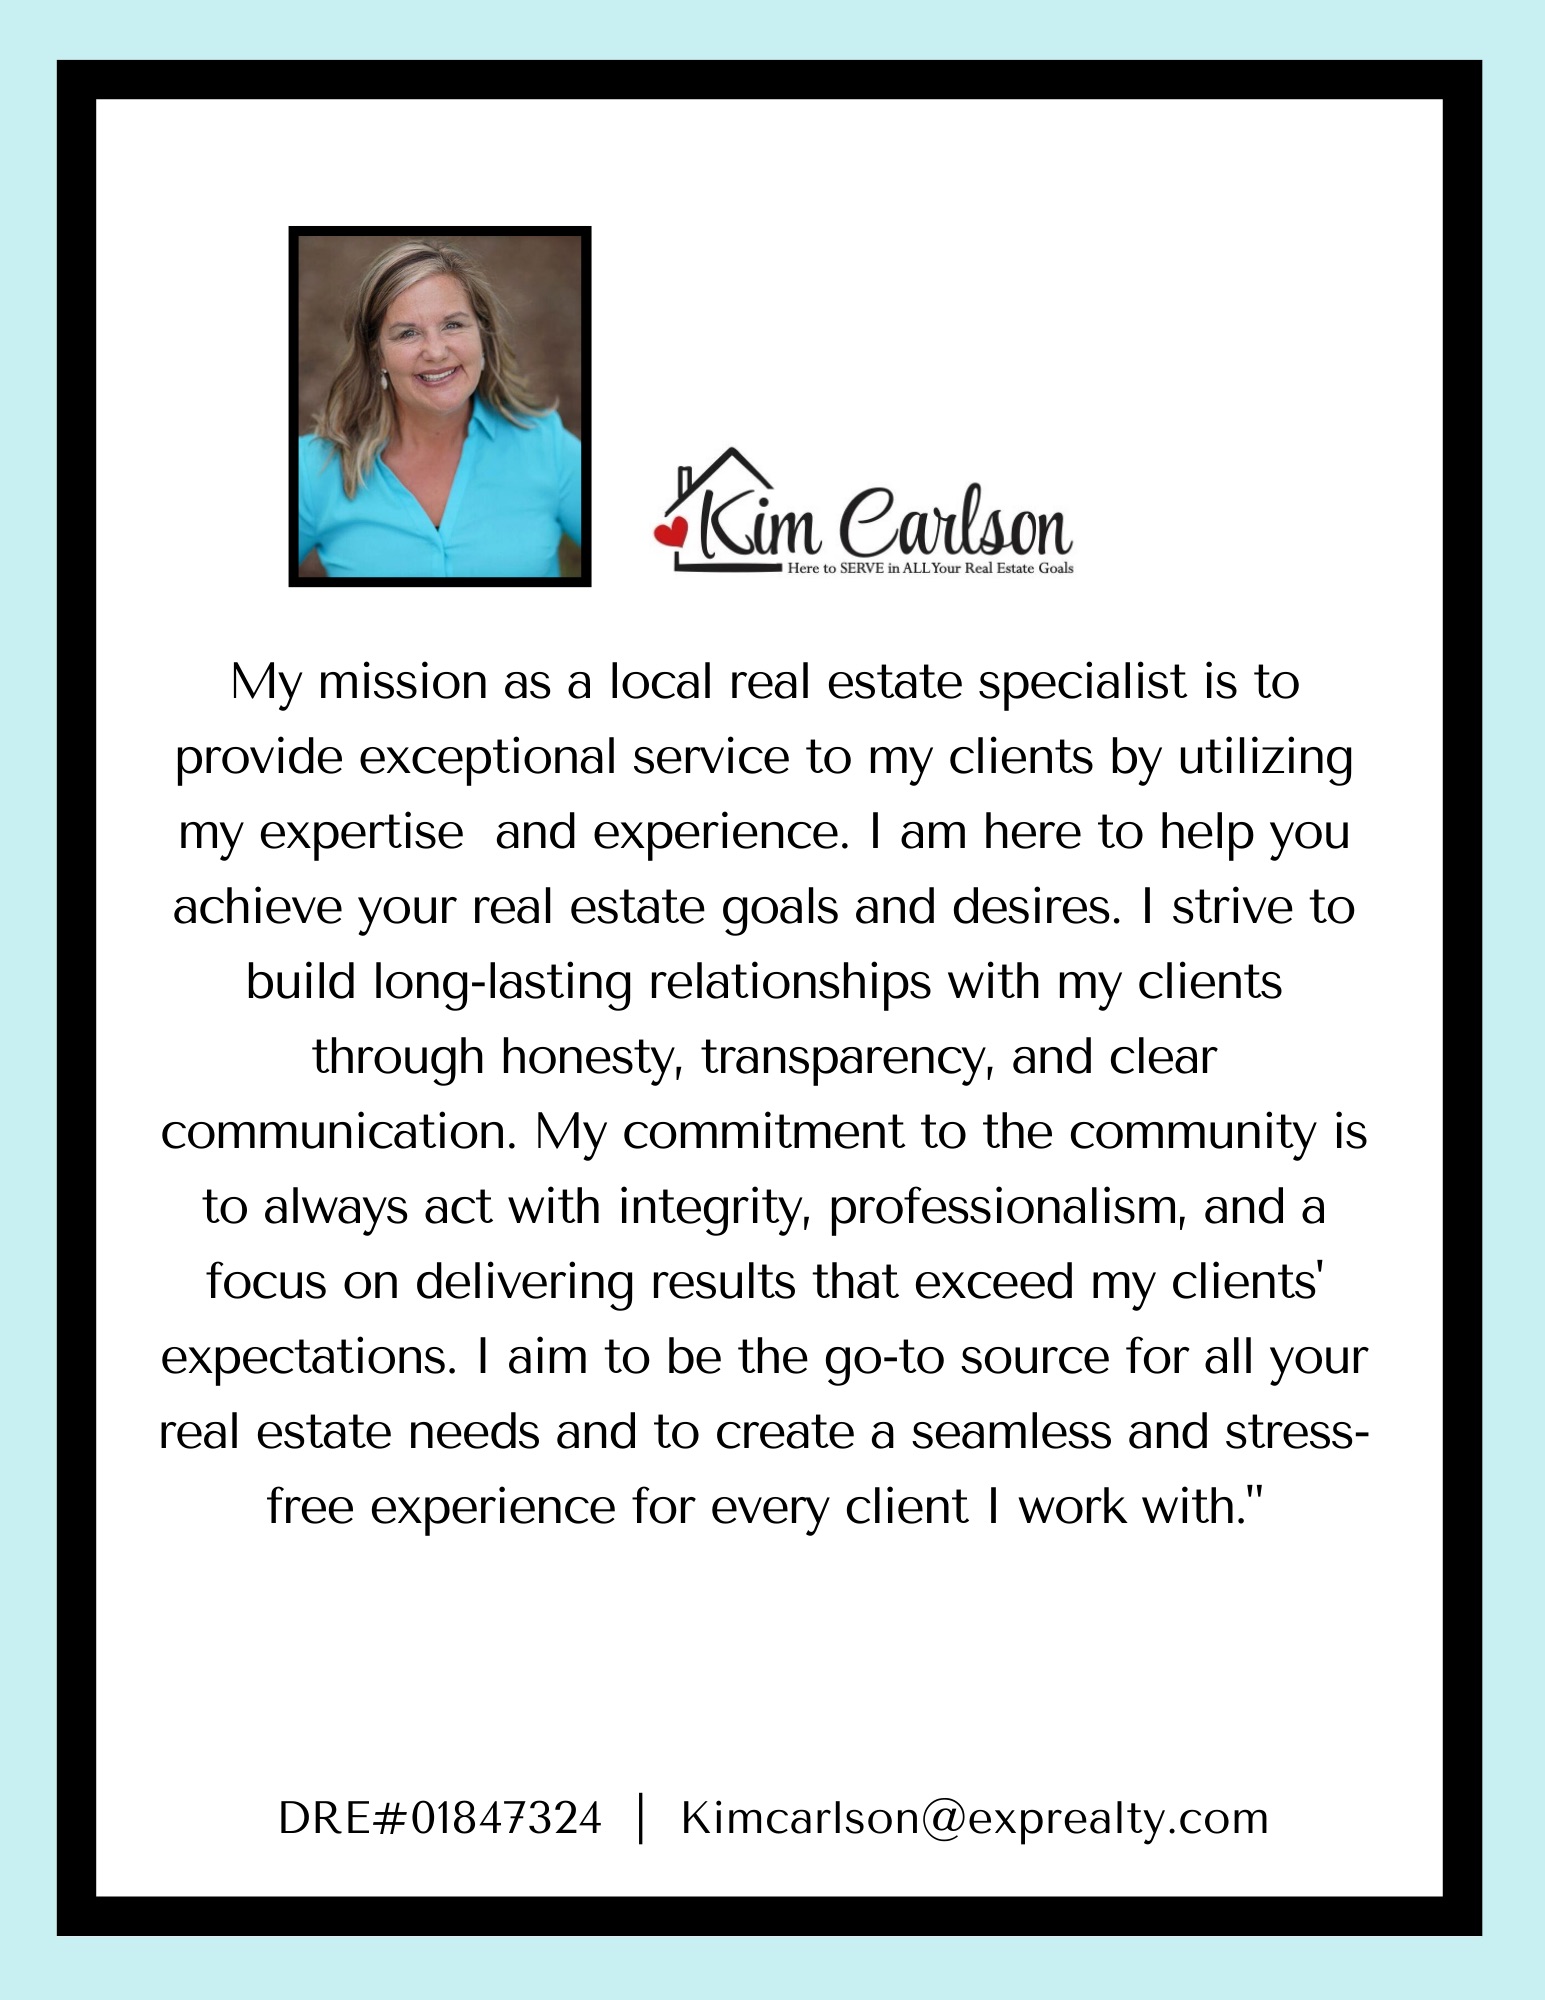 Kim Carlson
Here to SERVE in ALL Your Real Estate Goals
My mission as a local real estate specialist is to
provide exceptional service to my clients by utilizing
my expertise  and experience. I am here to help you
achieve your real estate goals and desires. I strive to
build long-lasting relationships with my clients
through honesty, transparency, and clear
communication. My commitment to the community is
to always act with integrity, professionalism, and a
focus on delivering results that exceed my clients'
expectations. I aim to be the go-to source for all your
real estate needs and to create a seamless and stress-
free experience for every client I work with."
DRE#01847324 | Kimcarlson@exprealty.com